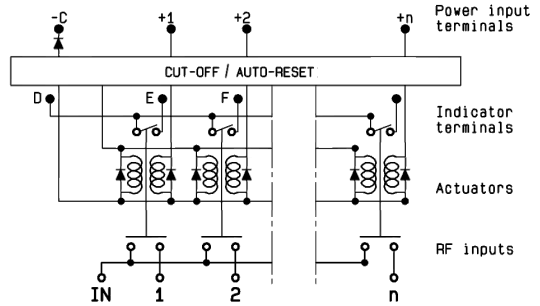 -C +1 +2 +n Power input
terminals
CUT-OFF / AUTO-RESET
D E F
Indicator
terminals
Actuators
RF inputs
IN 1 2 n